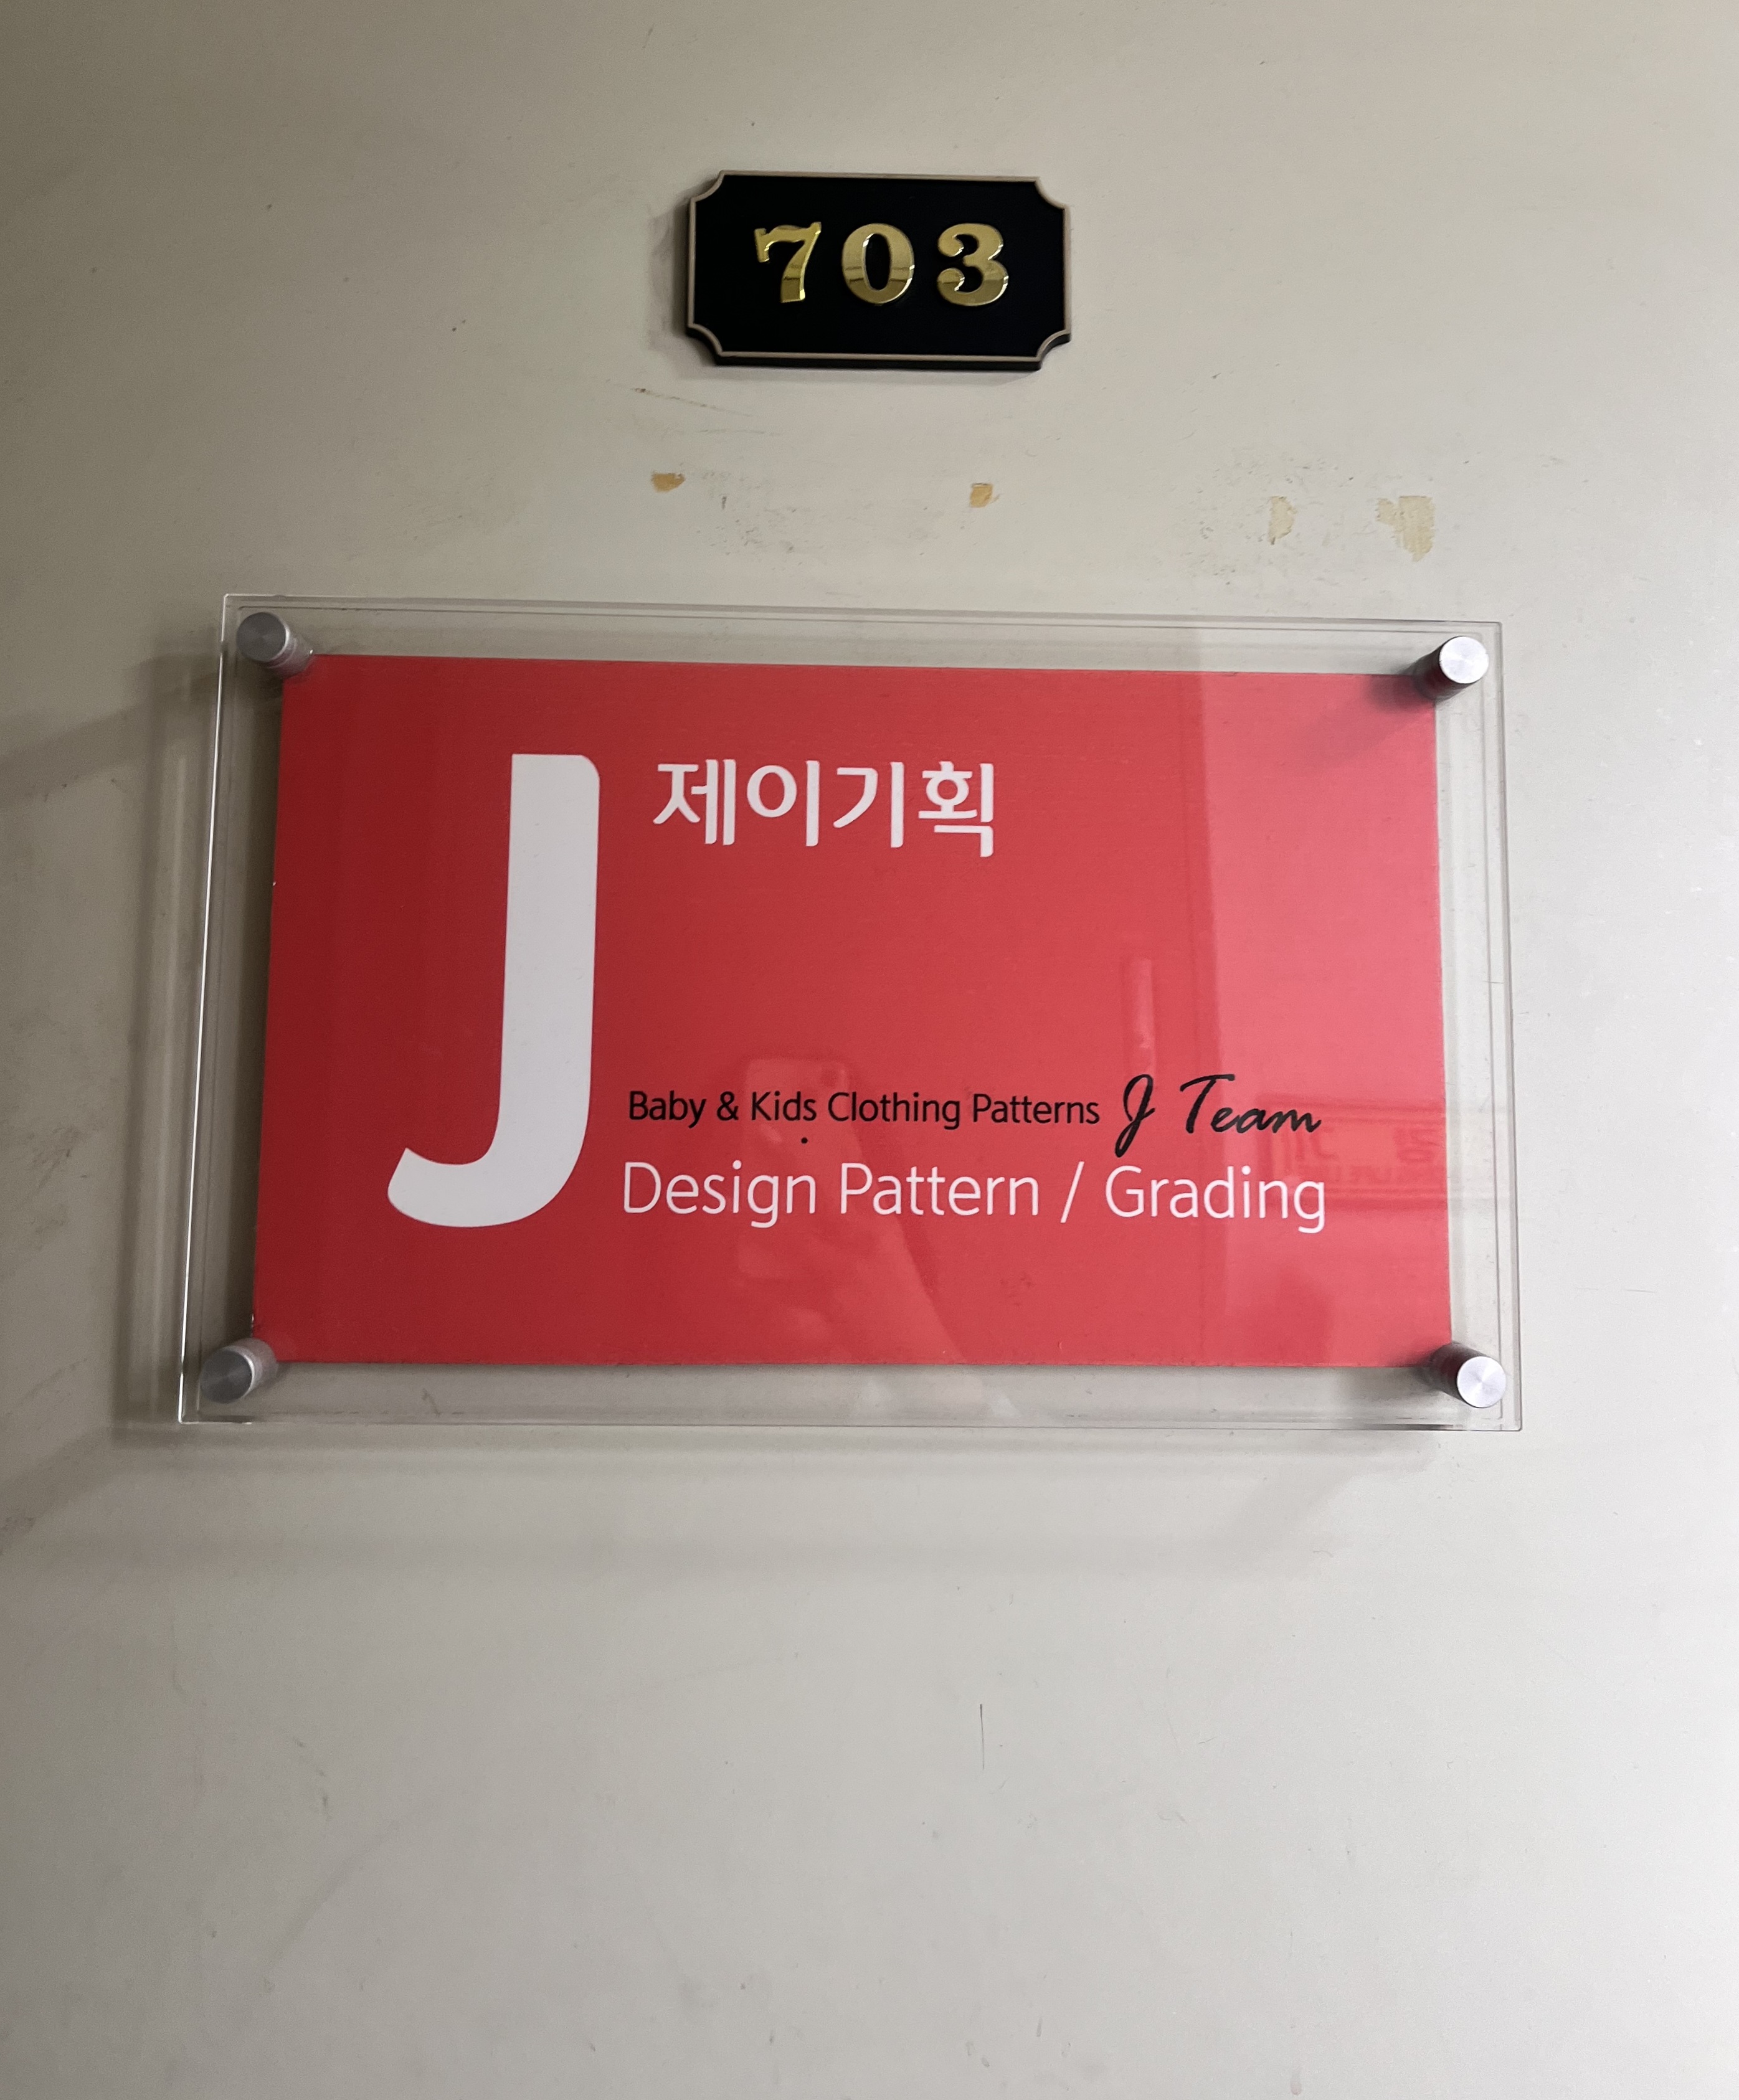 703
J
제이기획
Baby & Kids Clothing Patterns J Team
Design Pattern / Grading